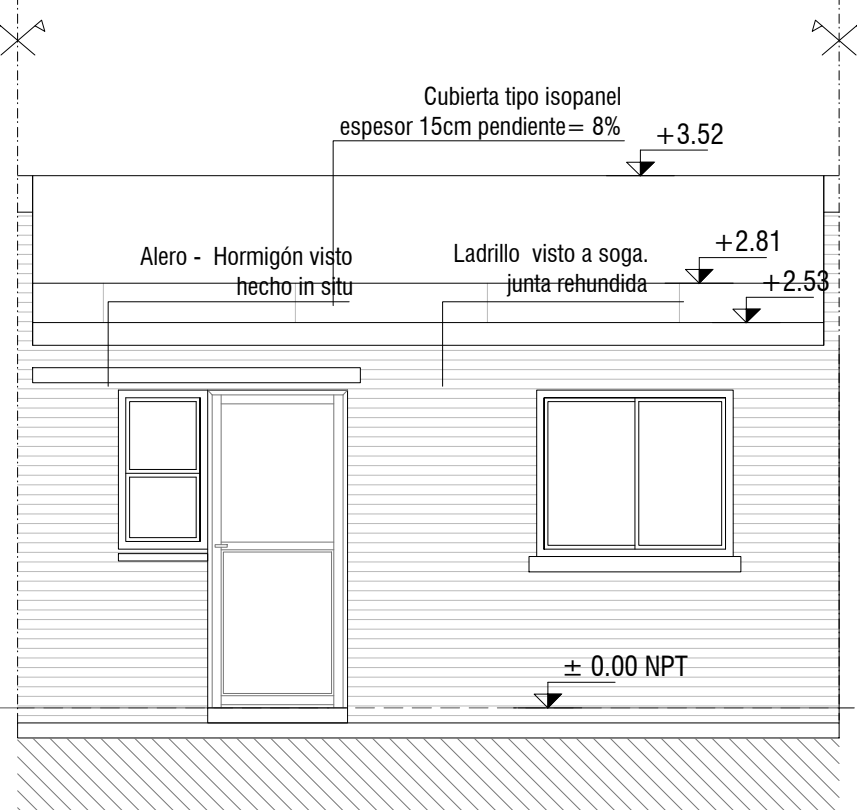 Cubierta tipo isopanel
espesor 15cm pendiente= 8%
+3.52
Alero - Hormigón visto
hecho in situ
Ladrillo visto a soga.
junta rehundida
+2.81
+2.53
± 0.00 NPT